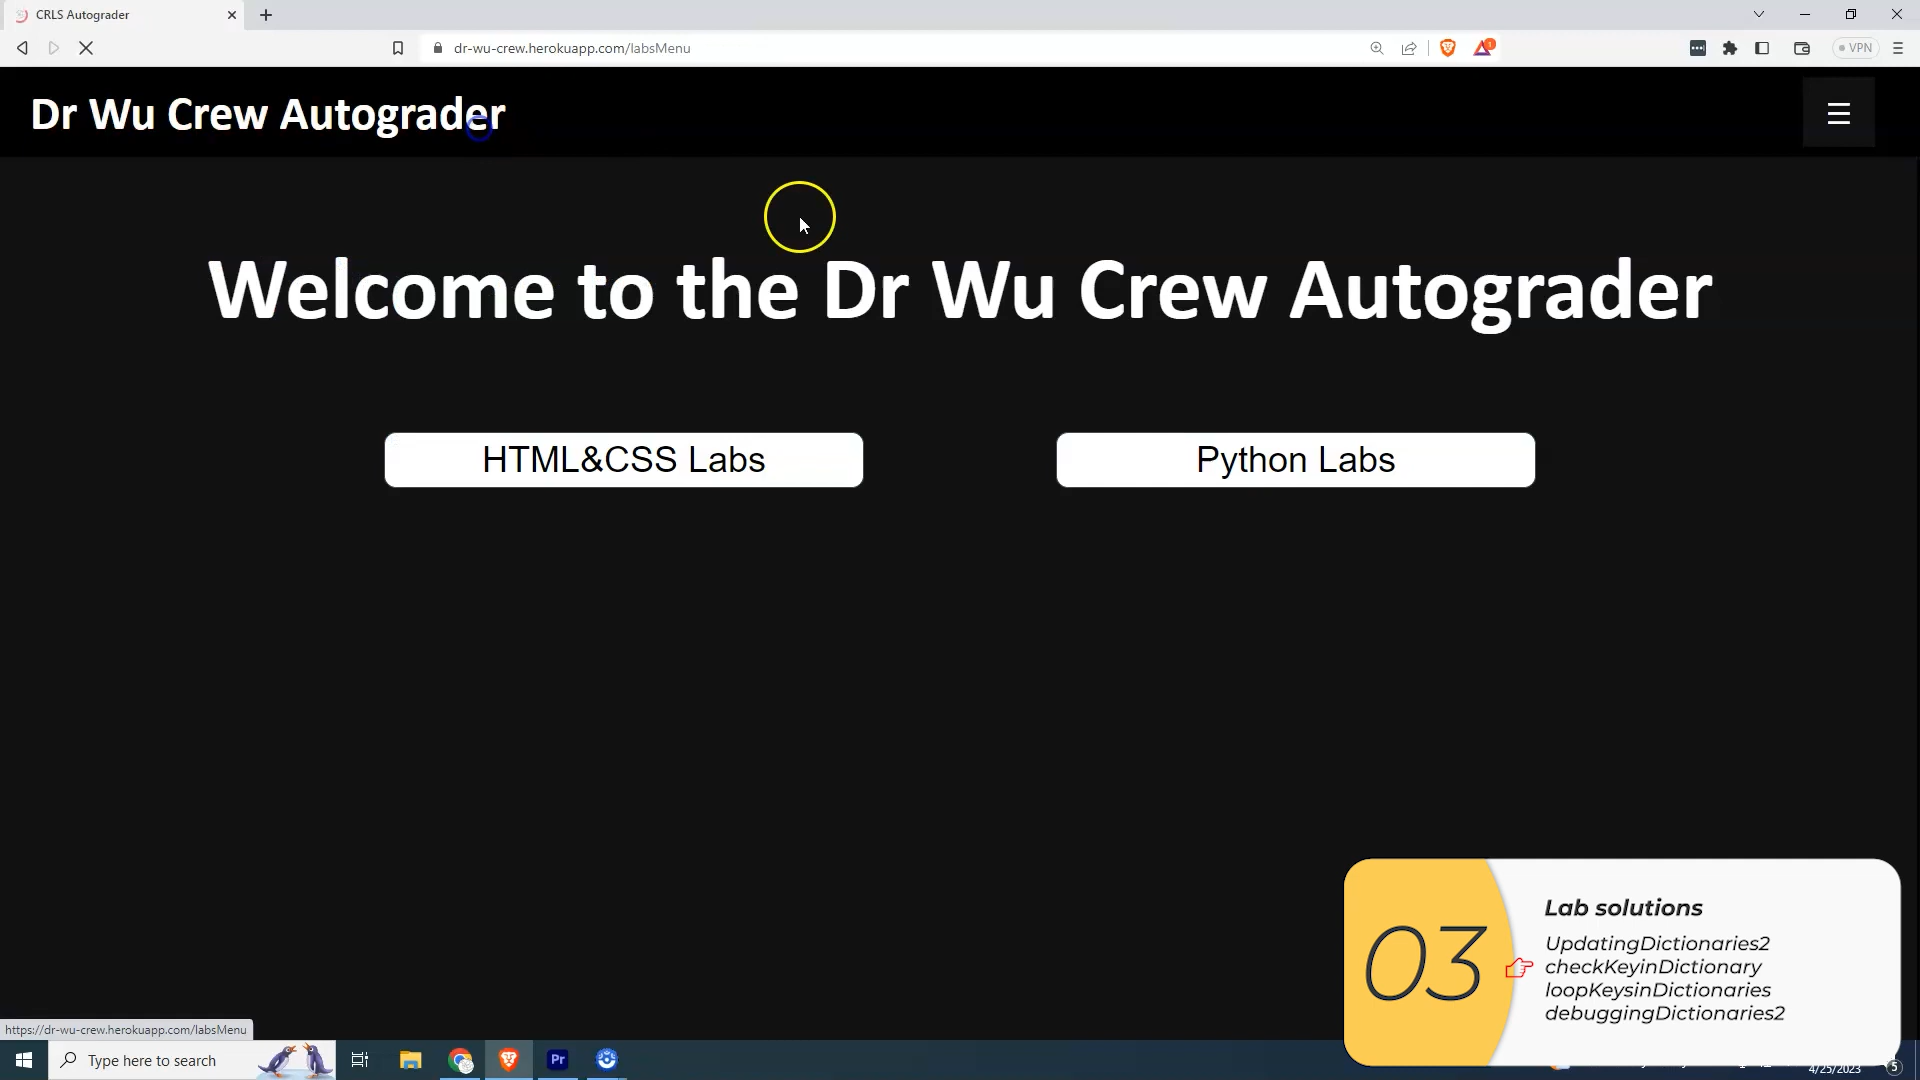 CRLS Autograder
dr-wu-crew.herokuapp.com/labsMenu
1
VPN
Dr Wu Crew Autograder
Welcome to the Dr Wu Crew Autograder
HTML&CSS Labs
Python Labs
03
Lab solutions
UpdatingDictionaries2
checkKeyinDictionary
loopKeysinDictionaries
debuggingDictionaries2
https://dr-wu-crew.herokuapp.com/labsMenu
Type here to search
Pr
4/25/2023
5